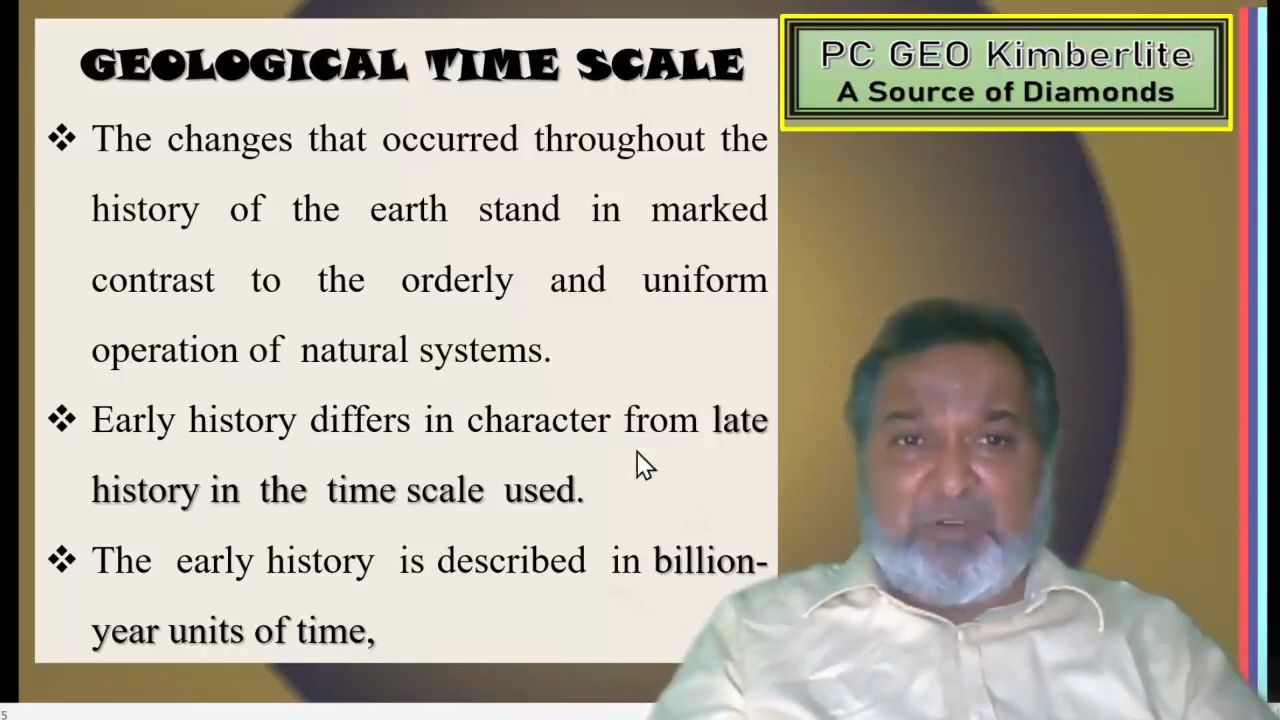 GEOLOGICAL TIME SCALE
❖ The changes that occurred throughout the
history of the earth stand in marked
contrast to the orderly and uniform
operation of natural systems.
❖ Early history differs in character from late
history in the time scale used.
❖ The early history is described in billion-
year units of time,
PC GEO Kimberlite
A Source of Diamonds
5